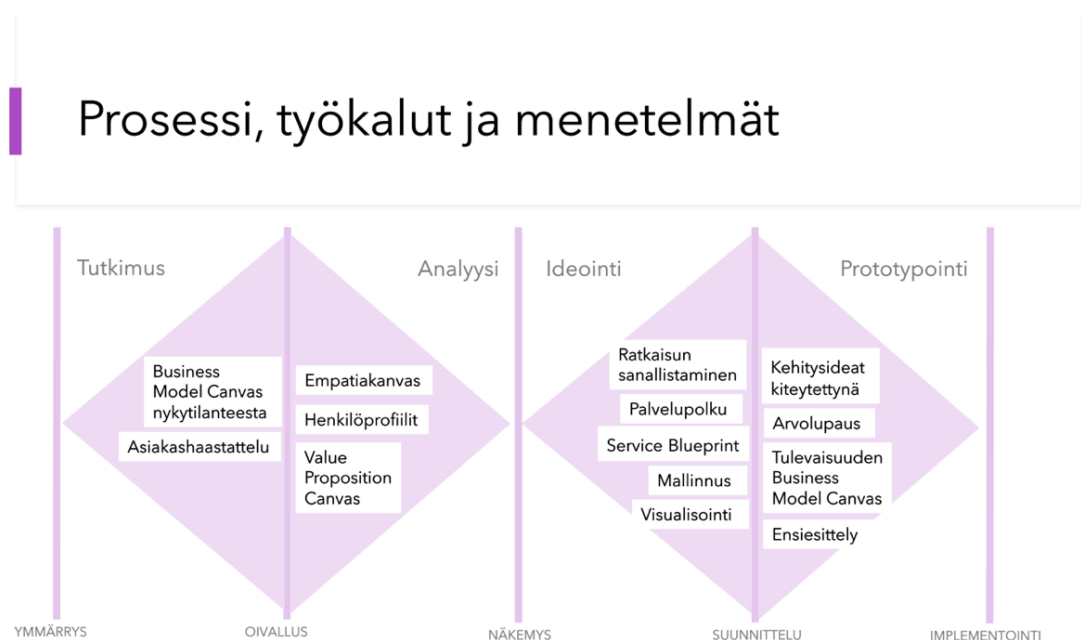 Prosessi, työkalut ja menetelmät
Tutkimus
Analyysi
Ideointi
Prototypointi
Business
Model Canvas
nykytilanteesta
Asiakashaastattelu
Empatiakanvas
Henkilöprofiilit
Value
Proposition
Canvas
Ratkaisun
sanallistaminen
Palvelupolku
Service Blueprint
Mallinnus
Visualisointi
Kehitysideat
kiteytettynä
Arvolupaus
Tulevaisuuden
Business
Model Canvas
Ensiesittely
YMMÄRRYS
OIVALLUS
NÄKEMYS
SUUNNITTELU
IMPLEMENTOINTI